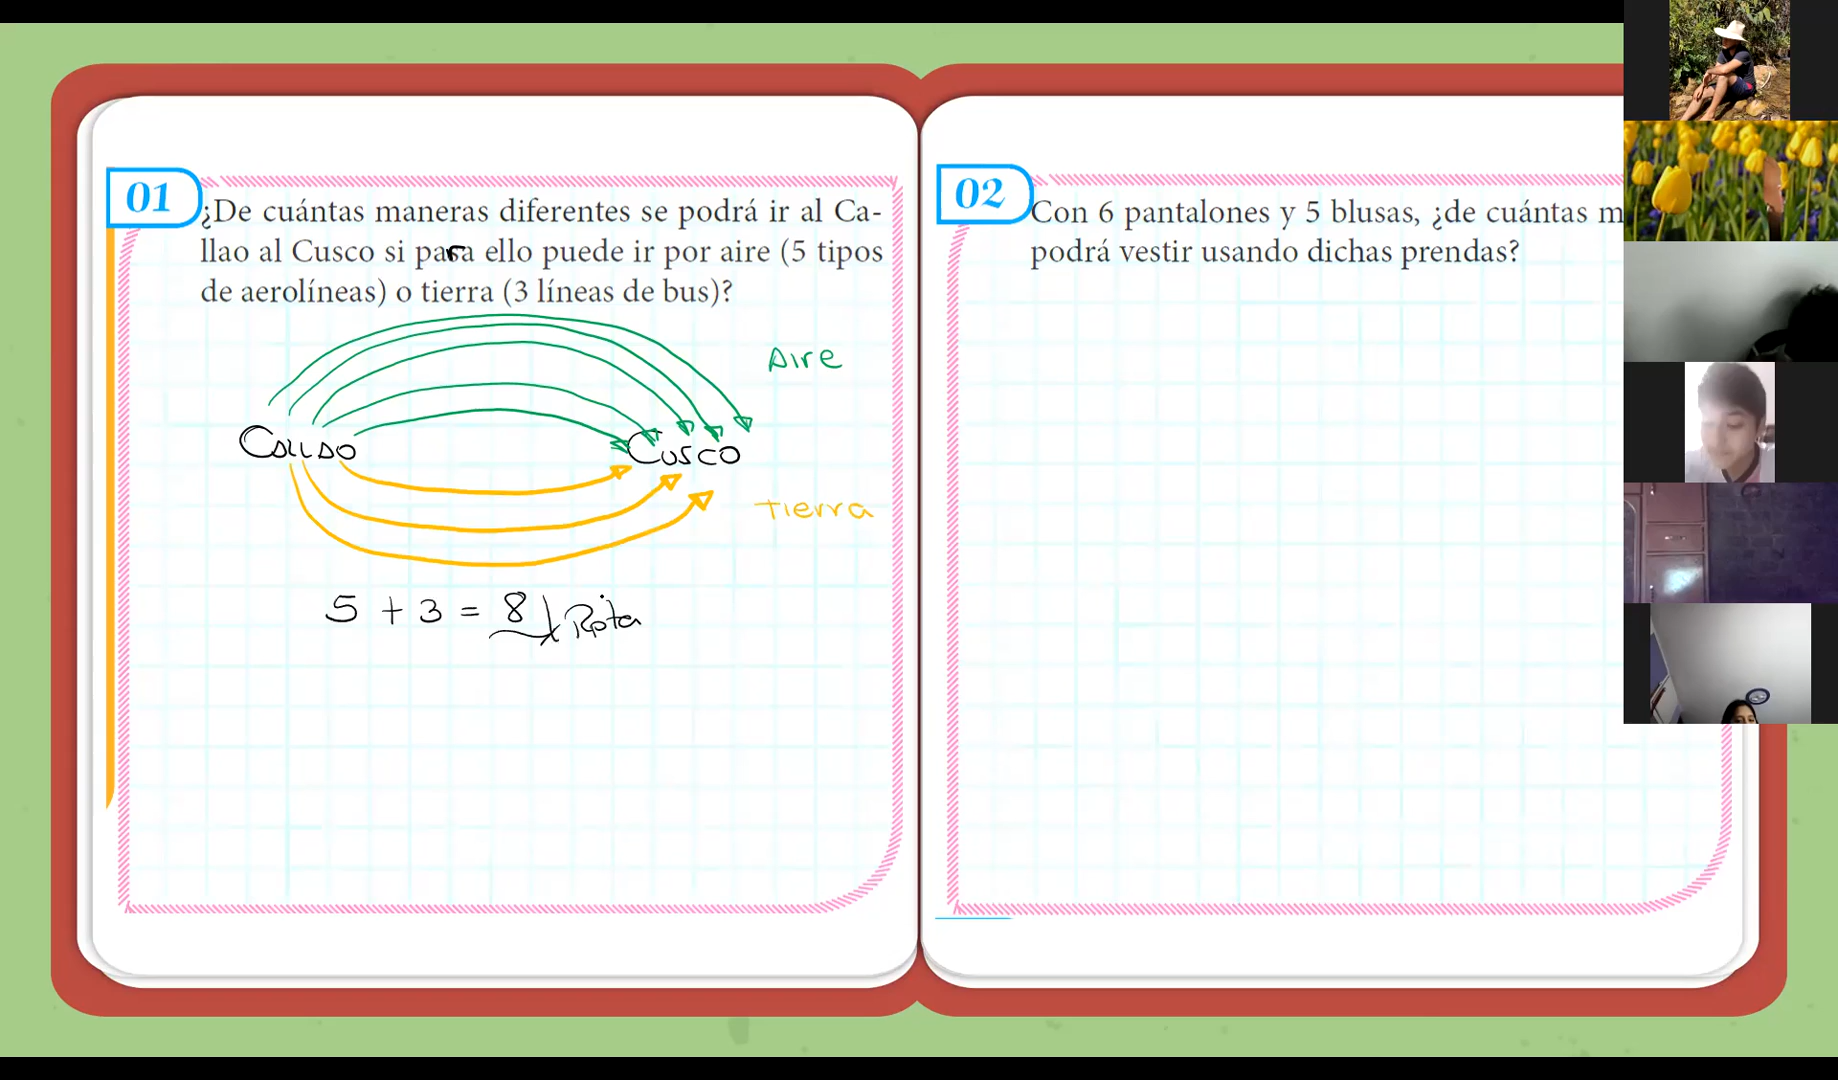 01
¿De cuántas maneras diferentes se podrá ir al Ca-
llao al Cusco si para ello puede ir por aire (5 tipos
de aerolíneas) o tierra (3 líneas de bus)?
Aire
Callao
Cusco
Tierra
5 + 3 = 8 Rpta
02
Con 6 pantalones y 5 blusas, ¿de cuántas m
podrá vestir usando dichas prendas?